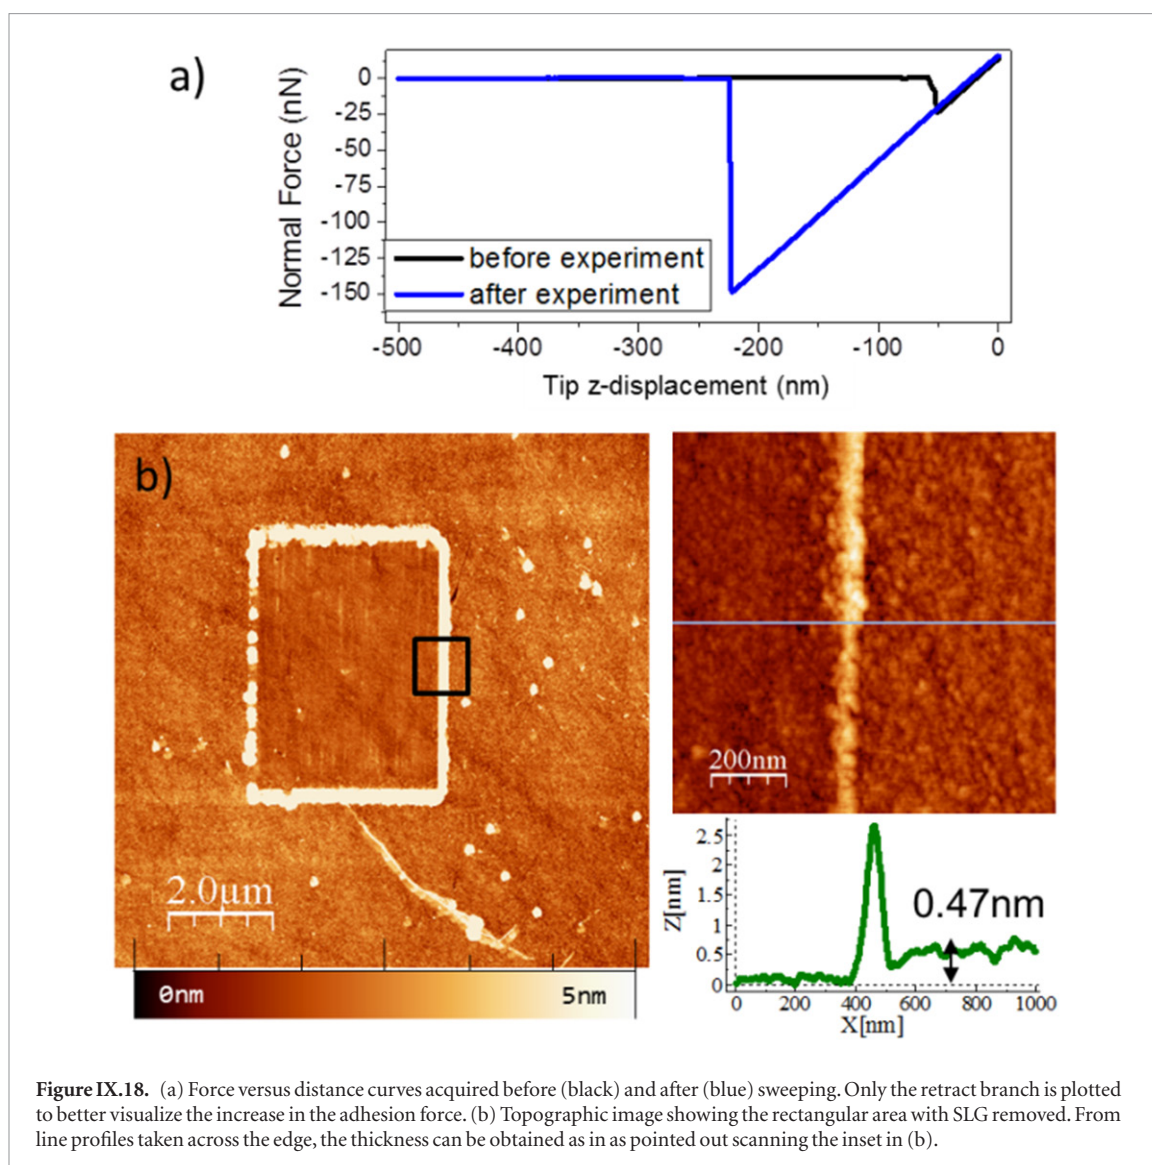 a)
Normal Force (nN)
0
-25
-50
-75
-100
-125
-150
before experiment
after experiment
-500 -400 -300 -200 -100 0
Tip z-displacement (nm)
b)
2.0μm
0nm 5nm
200nm
Z[nm]
2.5
2
1.5
1
0.5
0
0.47nm
0 200 400 600 800 1000
X[nm]
Figure IX.18. (a) Force versus distance curves acquired before (black) and after (blue) sweeping. Only the retract branch is plotted
to better visualize the increase in the adhesion force. (b) Topographic image showing the rectangular area with SLG removed. From
line profiles taken across the edge, the thickness can be obtained as in as pointed out scanning the inset in (b).